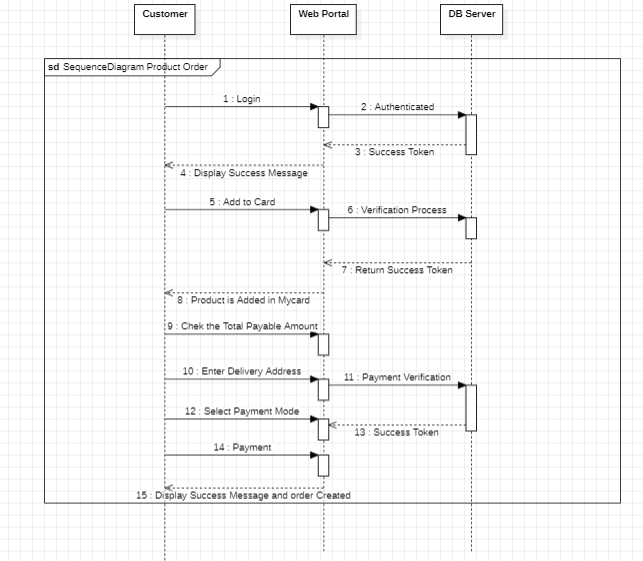 Customer
Web Portal
DB Server
sd SequenceDiagram Product Order
1 : Login
2 : Authenticated
3 : Success Token
4 : Display Success Message
5 : Add to Card
6 : Verification Process
7 : Return Success Token
8 : Product is Added in Mycard
9 : Chek the Total Payable Amount
10 : Enter Delivery Address
11 : Payment Verification
12 : Select Payment Mode
13 : Success Token
14 : Payment
15 : Display Success Message and order Created